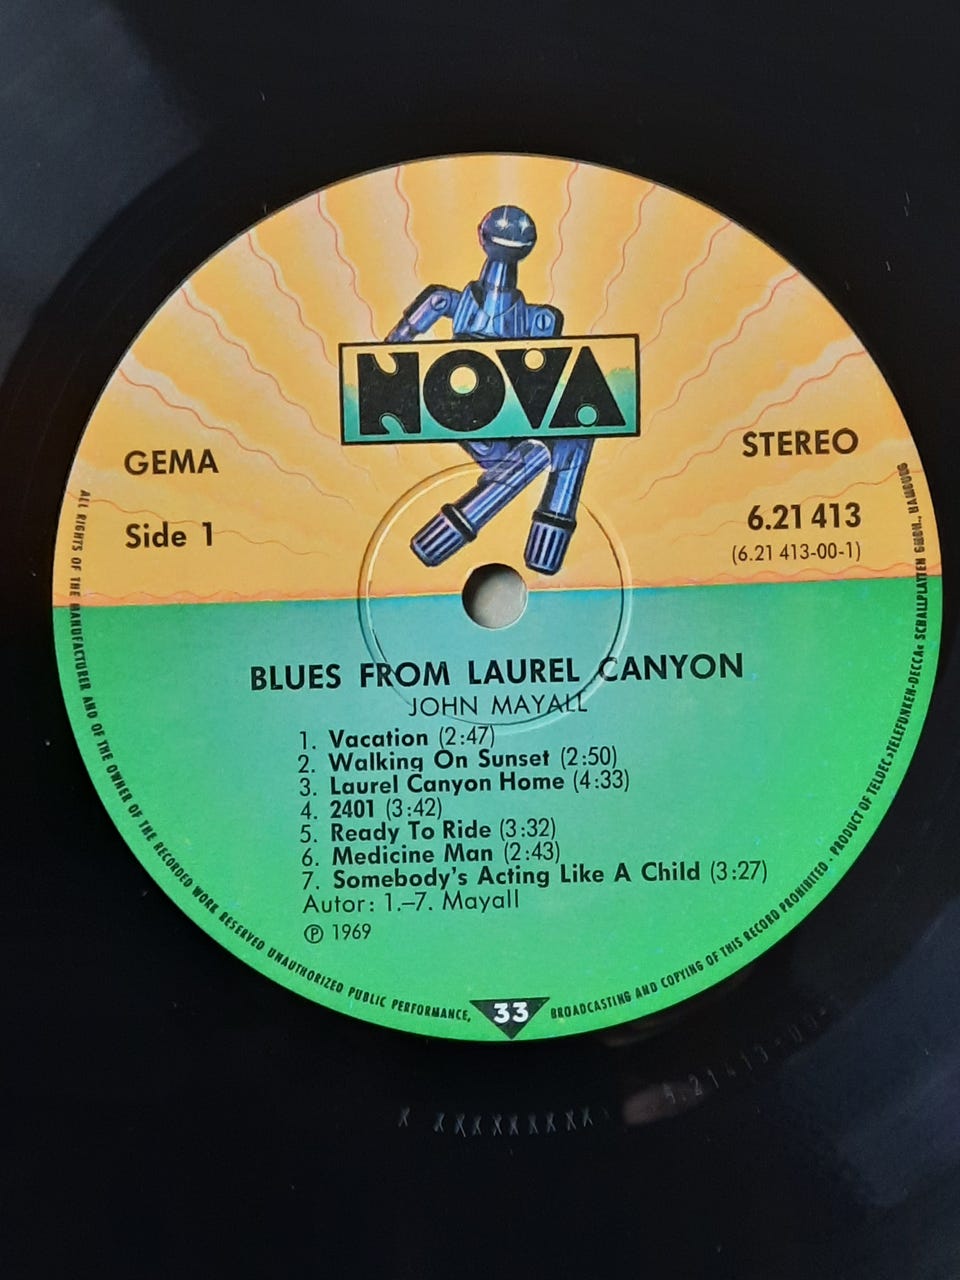 NOVA
GEMA
STEREO
Side 1
6.21 413
(6.21 413-00-1)
BLUES FROM LAUREL CANYON
JOHN MAYALL
1. Vacation (2:47)
2. Walking On Sunset (2:50)
3. Laurel Canyon Home (4:33)
4. 2401 (3:42)
5. Ready To Ride (3:32)
6. Medicine Man (2:43)
7. Somebody's Acting Like A Child (3:27)
Autor: 1.–7. Mayall
Ⓟ 1969
ALL RIGHTS OF THE MANUFACTURER AND OF THE OWNER OF THE RECORDED WORK RESERVED UNAUTHORIZED PUBLIC PERFORMANCE,
33
BROADCASTING AND COPYING OF THIS RECORD PROHIBITED · PRODUCT OF TELDEC »TELEFUNKEN-DECCA« SCHALLPLATTEN GMBH., HAMBURG
X XXXXXXXXX